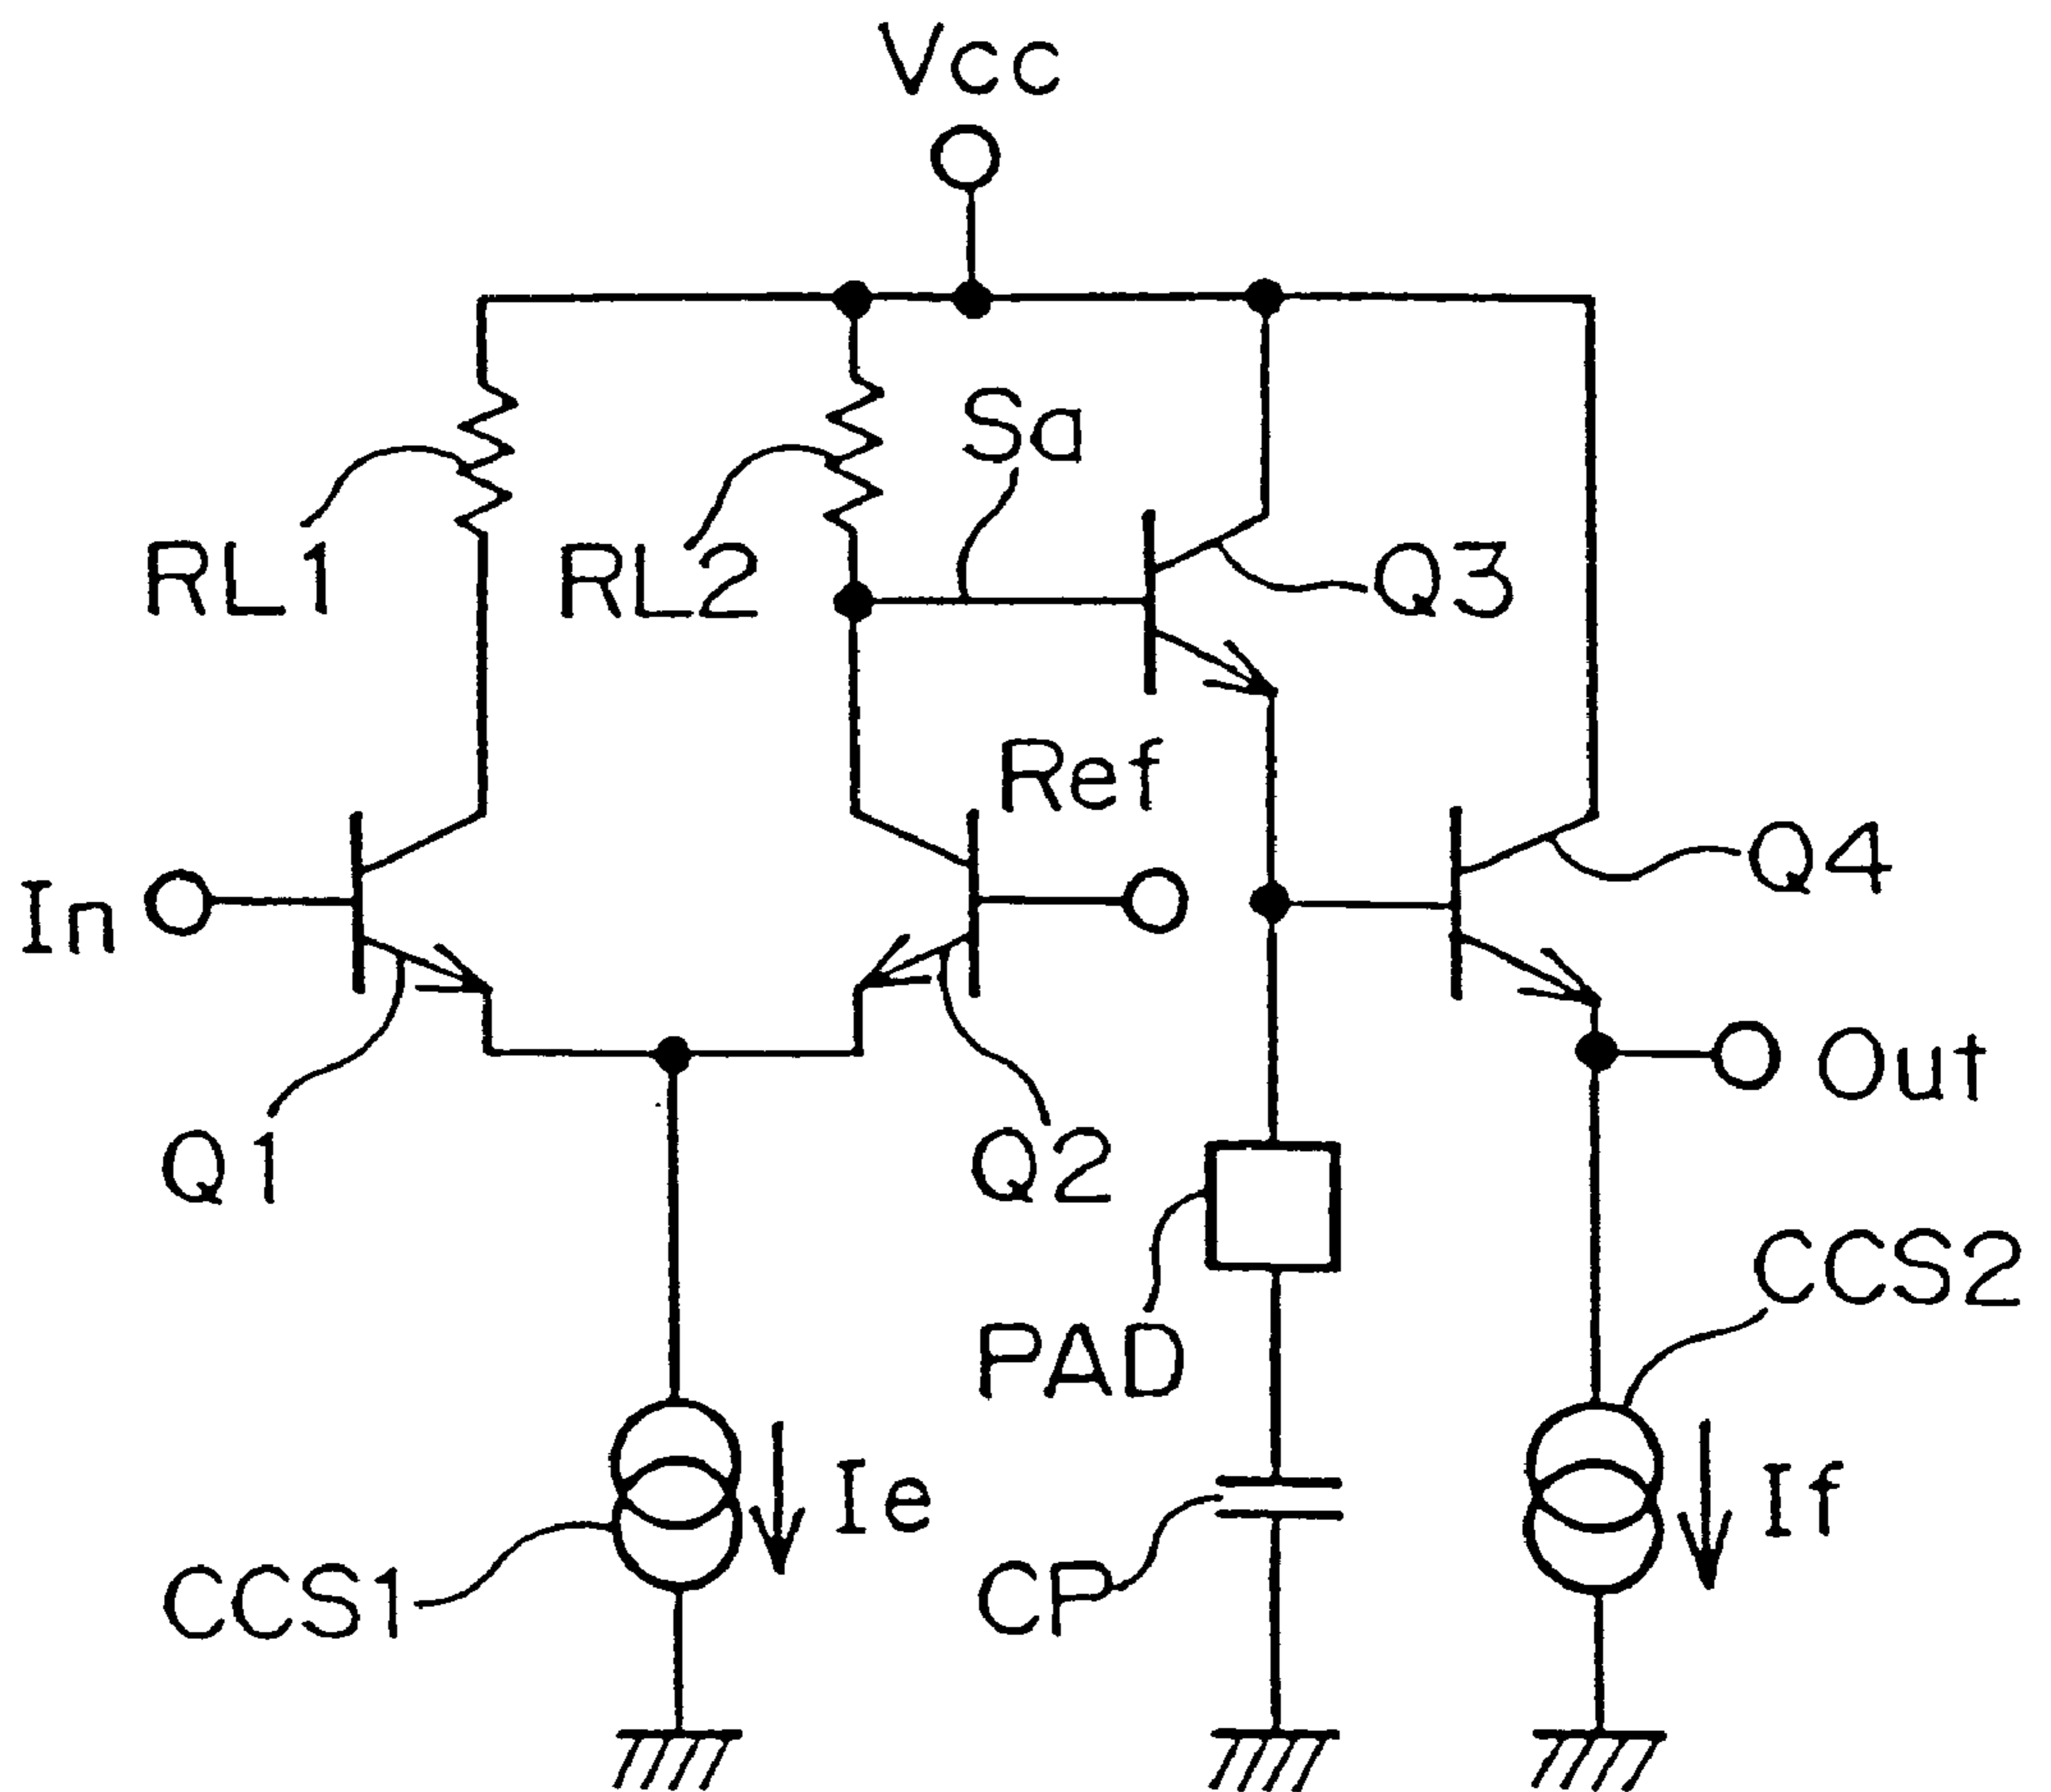 Vcc
Sa
RL1
RL2
Q3
Ref
Q4
In
Out
Q1
Q2
CCS2
PAD
Ie
If
CCS1
CP